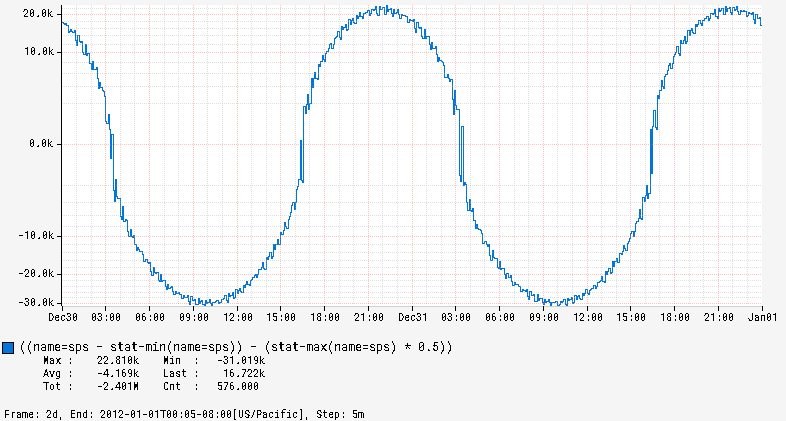 20.0k
10.0k
0.0k
-10.0k
-20.0k
-30.0k
Dec30 03:00 06:00 09:00 12:00 15:00 18:00 21:00 Dec31 03:00 06:00 09:00 12:00 15:00 18:00 21:00 Jan01
((name=sps - stat-min(name=sps)) - (stat-max(name=sps) * 0.5))
Max : 22.810k Min : -31.019k
Avg : -4.169k Last : 16.722k
Tot : -2.401M Cnt : 576.000
Frame: 2d, End: 2012-01-01T00:05-08:00[US/Pacific], Step: 5m